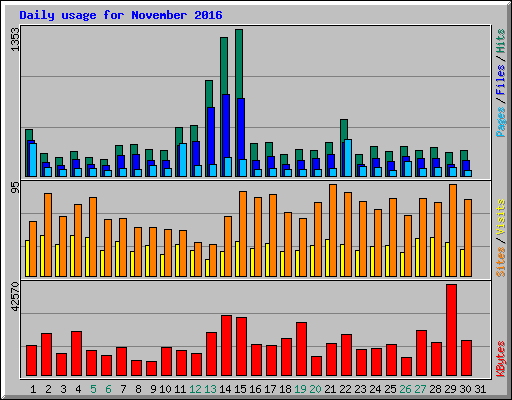 Daily usage for November 2016
1353
Pages / Files / Hits
95
Sites / Visits
42570
KBytes
1 2 3 4 5 6 7 8 9 10 11 12 13 14 15 16 17 18 19 20 21 22 23 24 25 26 27 28 29 30 31